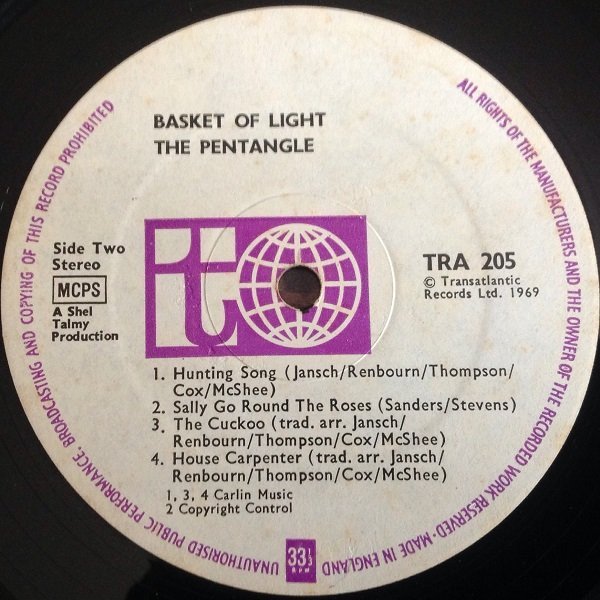 BASKET OF LIGHT
THE PENTANGLE
Side Two
Stereo
MCPS
A Shel
Talmy
Production
t
TRA 205
© Transatlantic
Records Ltd. 1969
1. Hunting Song (Jansch/Renbourn/Thompson/
Cox/McShee)
2. Sally Go Round The Roses (Sanders/Stevens)
3. The Cuckoo (trad. arr. Jansch/
Renbourn/Thompson/Cox/McShee)
4. House Carpenter (trad. arr. Jansch/
Renbourn/Thompson/Cox/McShee)
1, 3, 4 Carlin Music
2 Copyright Control
33⅓
RPM
ALL RIGHTS OF THE MANUFACTURERS AND THE OWNER OF THE RECORDED WORK RESERVED-MADE IN ENGLAND
UNAUTHORISED PUBLIC PERFORMANCE, BROADCASTING AND COPYING OF THIS RECORD PROHIBITED